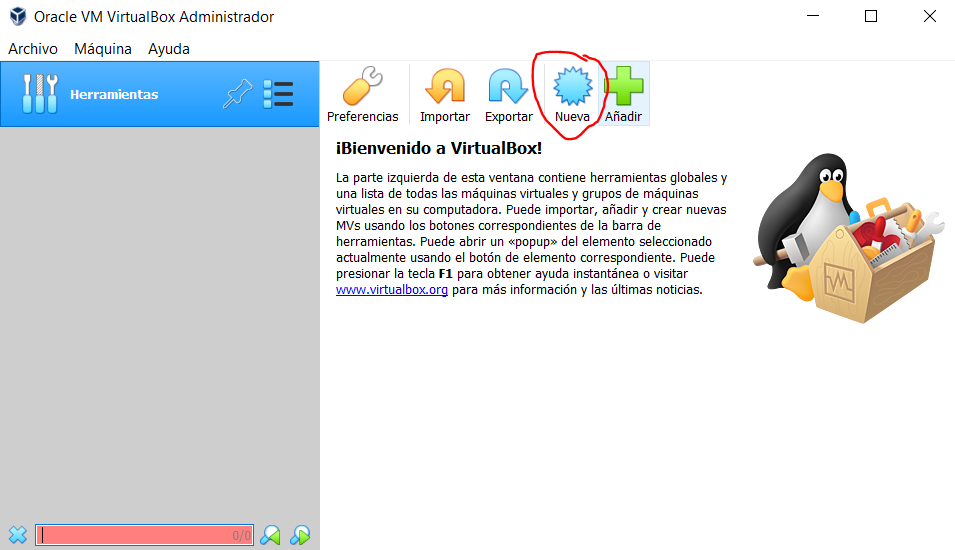 Oracle VM VirtualBox Administrador
Archivo Máquina Ayuda
Herramientas
Preferencias Importar Exportar Nueva Añadir
¡Bienvenido a VirtualBox!
La parte izquierda de esta ventana contiene herramientas globales y
una lista de todas las máquinas virtuales y grupos de máquinas
virtuales en su computadora. Puede importar, añadir y crear nuevas
MVs usando los botones correspondientes de la barra de
herramientas. Puede abrir un «popup» del elemento seleccionado
actualmente usando el botón de elemento correspondiente. Puede
presionar la tecla F1 para obtener ayuda instantánea o visitar
www.virtualbox.org para más información y las últimas noticias.
0/0